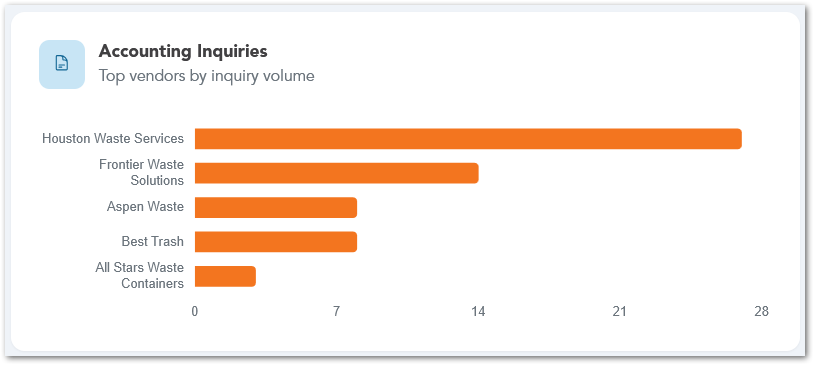 Accounting Inquiries
Top vendors by inquiry volume
Houston Waste Services
Frontier Waste
Solutions
Aspen Waste
Best Trash
All Stars Waste
Containers
0 7 14 21 28